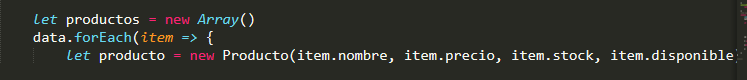 let productos = new Array()
data.forEach(item => {
let producto = new Producto(item.nombre, item.precio, item.stock, item.disponible